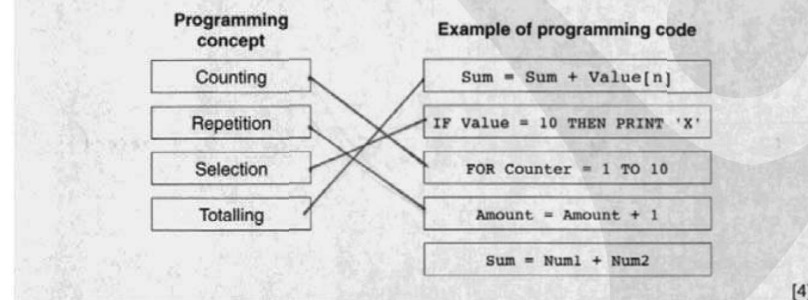 Programming
concept
Example of programming code
Counting
Sum = Sum + Value[n]
Repetition
IF Value = 10 THEN PRINT 'X'
Selection
FOR Counter = 1 TO 10
Totalling
Amount = Amount + 1
Sum = Num1 + Num2
[4